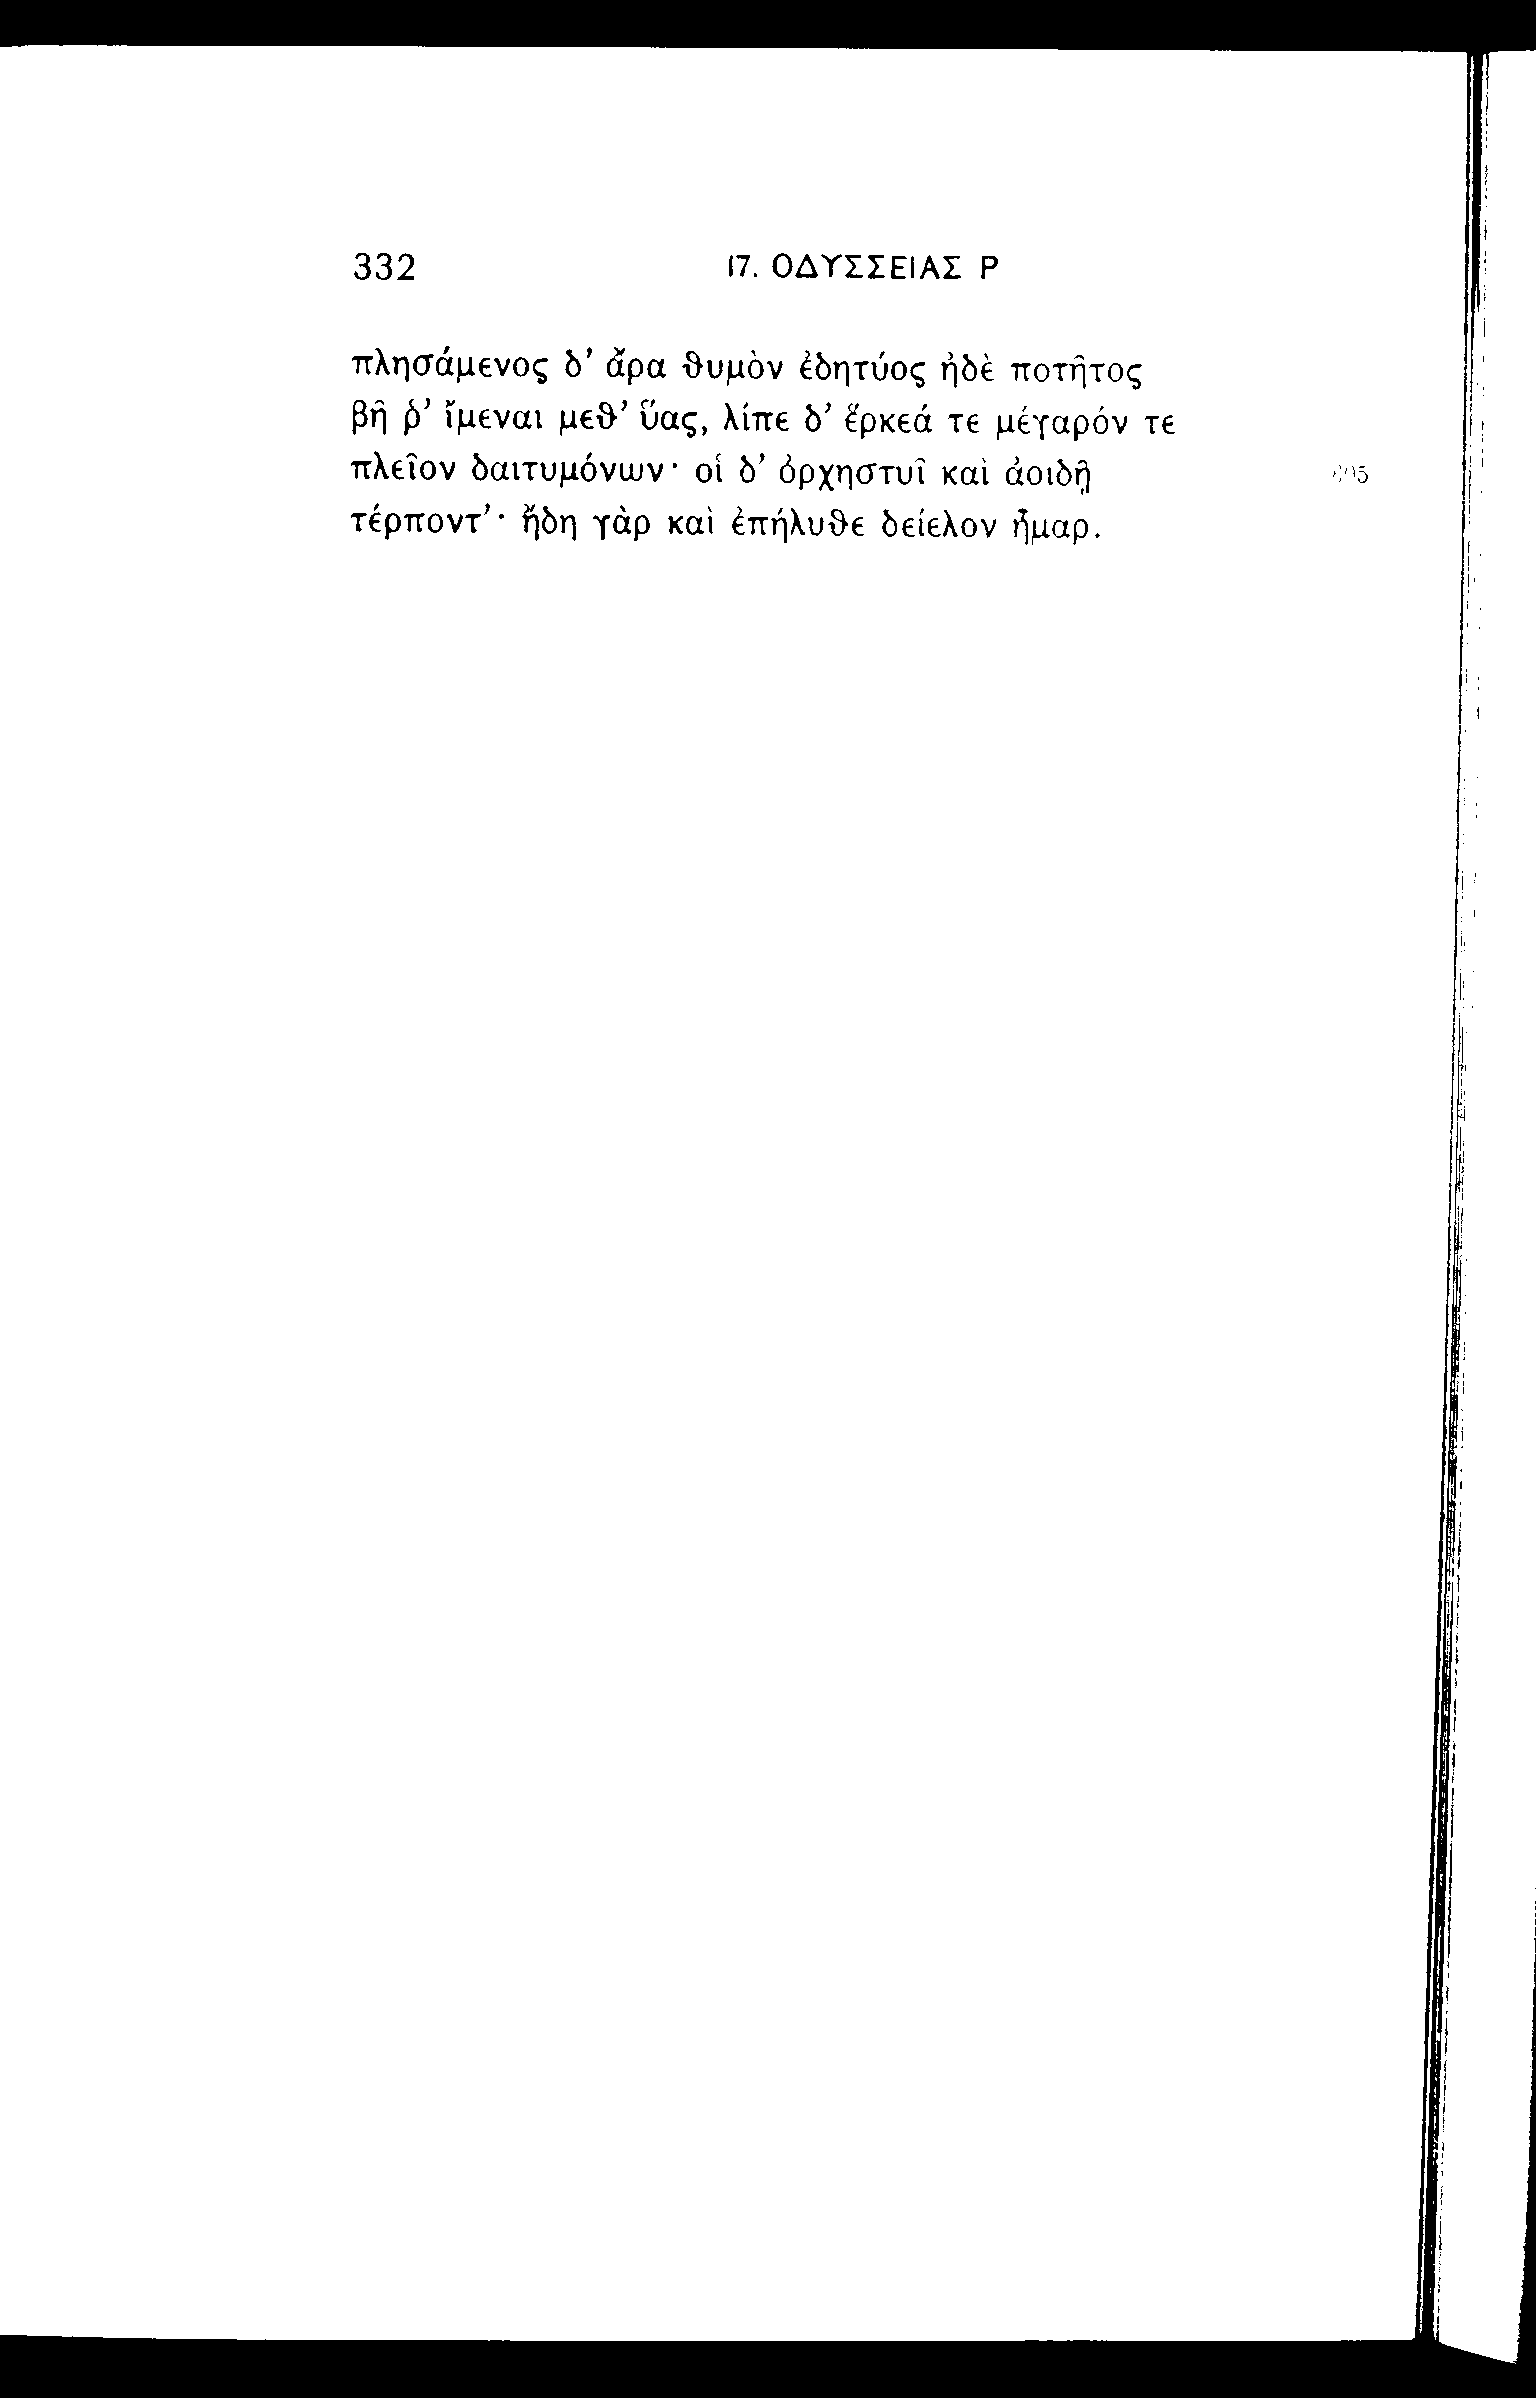 332 17. ΟΔΥΣΣΕΙΑΣ Ρ
πλησάμενος δ’ ἄρα θυμὸν ἐδητύος ἠδὲ ποτῆτος
βῆ ῥ’ ἴμεναι μεθ’ ὕας, λίπε δ’ ἕρκεά τε μέγαρόν τε
πλεῖον δαιτυμόνων· οἱ δ’ ὀρχηστυῖ καὶ ἀοιδῇ
τέρποντ’· ἤδη γὰρ καὶ ἐπήλυθε δείελον ἦμαρ.